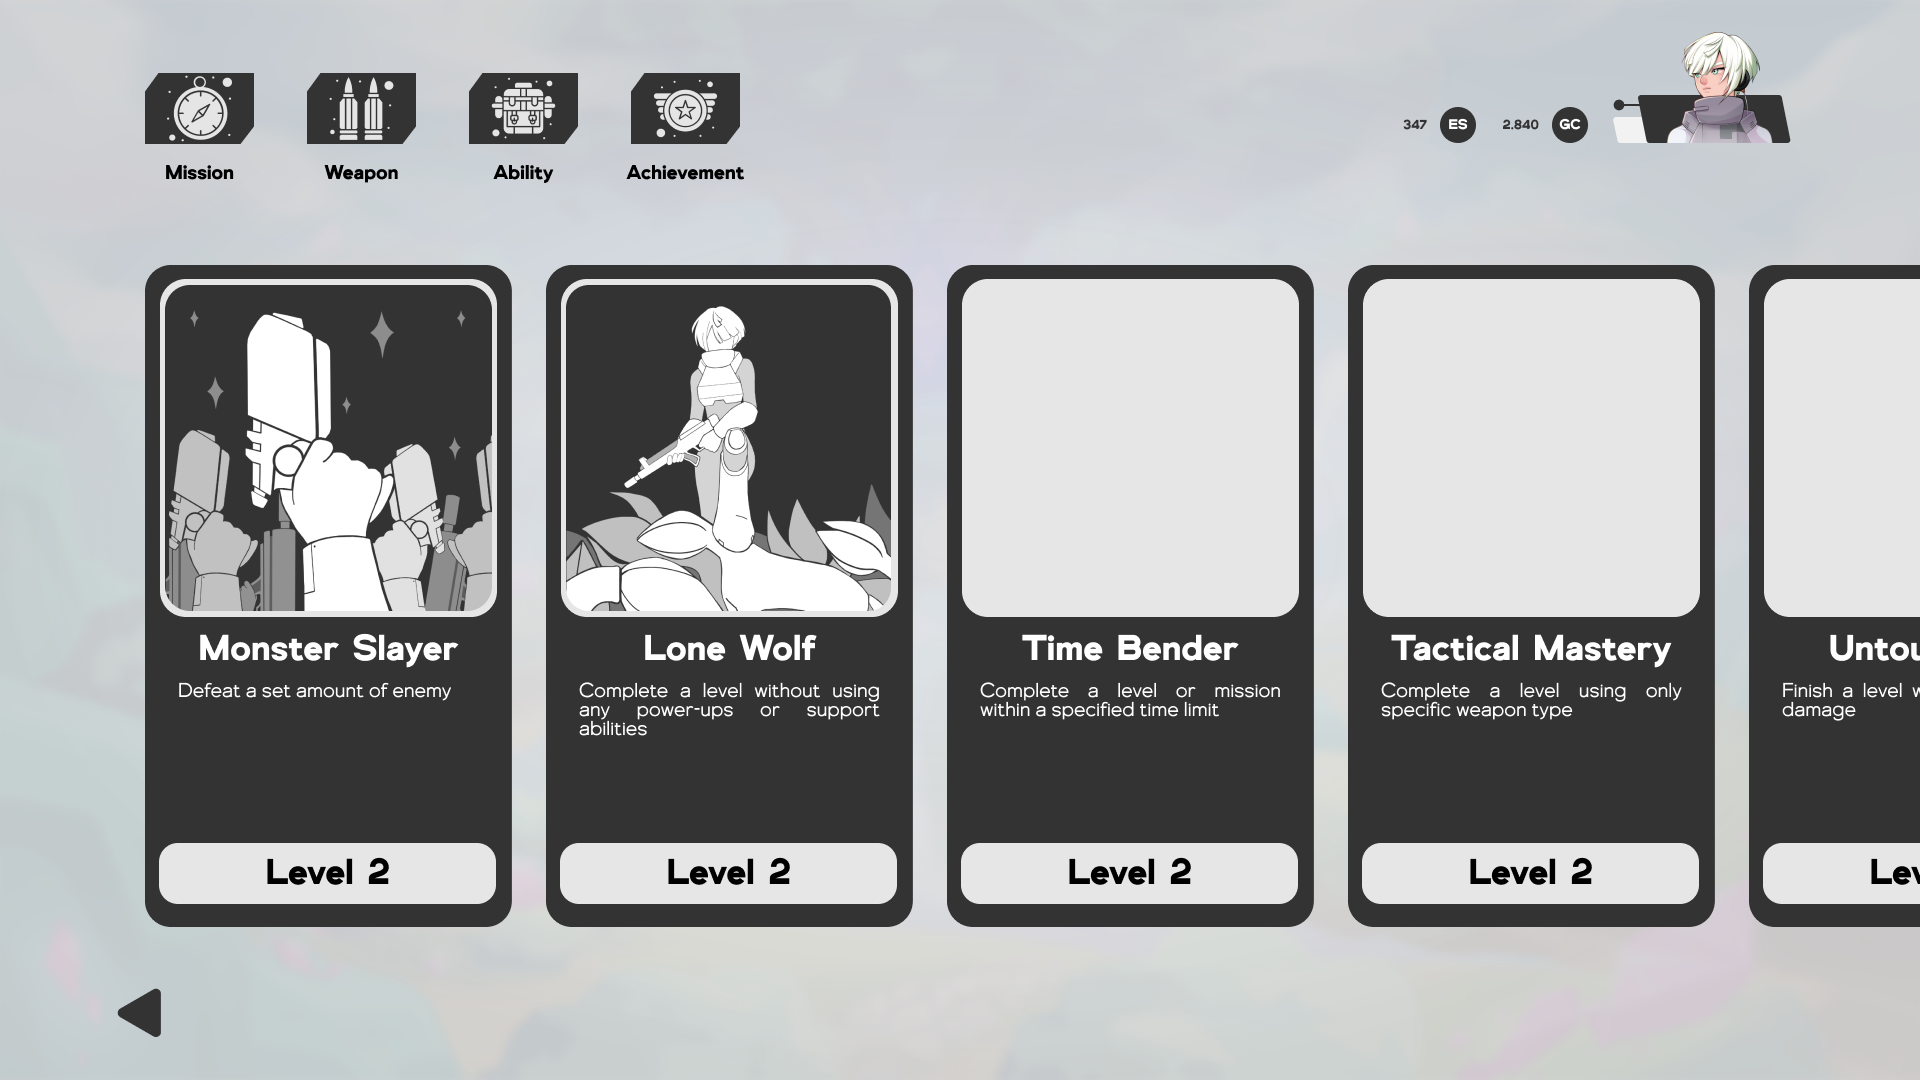 Mission
Weapon
Ability
Achievement
347
ES
2.840
GC
Monster Slayer
Defeat a set amount of enemy
Level 2
Lone Wolf
Complete a level without using
any power-ups or support
abilities
Level 2
Time Bender
Complete a level or mission
within a specified time limit
Level 2
Tactical Mastery
Complete a level using only
specific weapon type
Level 2
Finish a level
damage